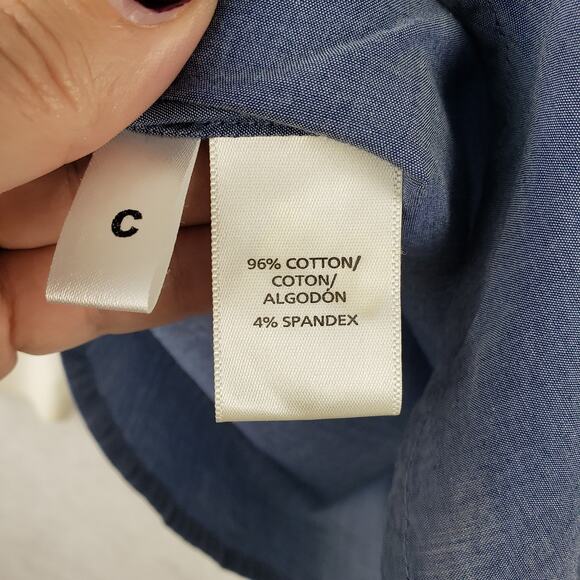 C
96% COTTON/
COTON/
ALGODÓN
4% SPANDEX